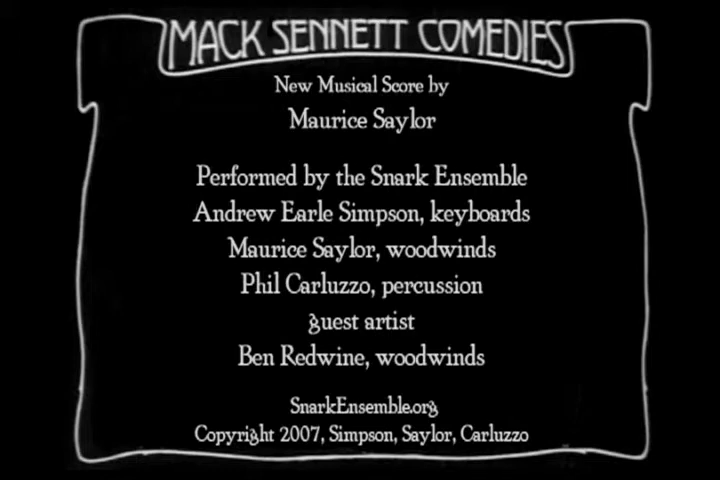 MACK SENNETT COMEDIES
New Musical Score by
Maurice Saylor
Performed by the Snark Ensemble
Andrew Earle Simpson, keyboards
Maurice Saylor, woodwinds
Phil Carluzzo, percussion
guest artist
Ben Redwine, woodwinds
SnarkEnsemble.org
Copyright 2007, Simpson, Saylor, Carluzzo